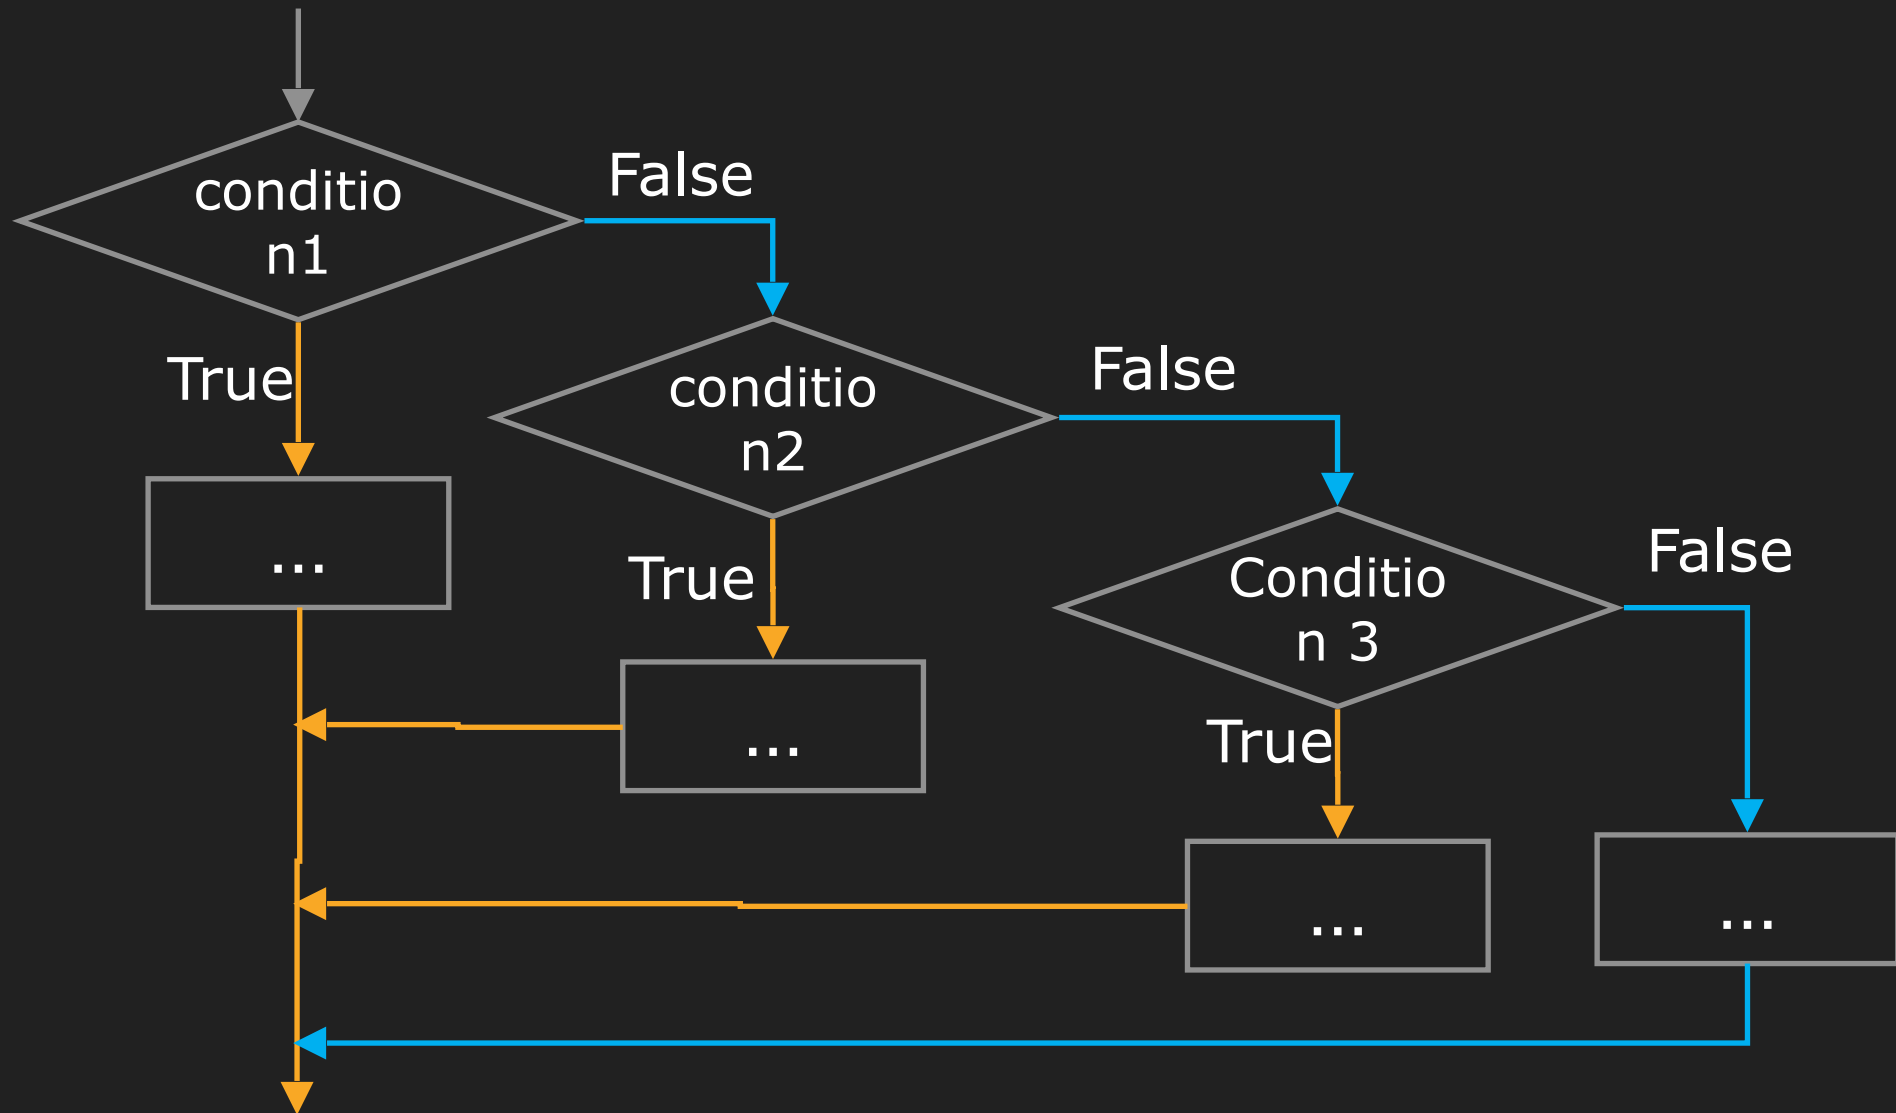 conditio
n1
False
True
conditio
n2
False
True
...
Conditio
n 3
False
True
...
...
...